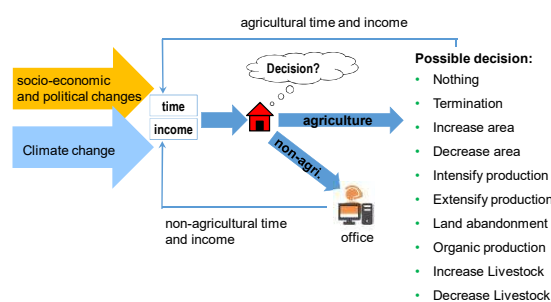 agricultural time and income
Decision?
Possible decision:
socio-economic
and political changes
time
income
Climate change
agriculture
non-agri.
non-agricultural time
and income
office
• Nothing
• Termination
• Increase area
• Decrease area
• Intensify production
• Extensify production
• Land abandonment
• Organic production
• Increase Livestock
• Decrease Livestock